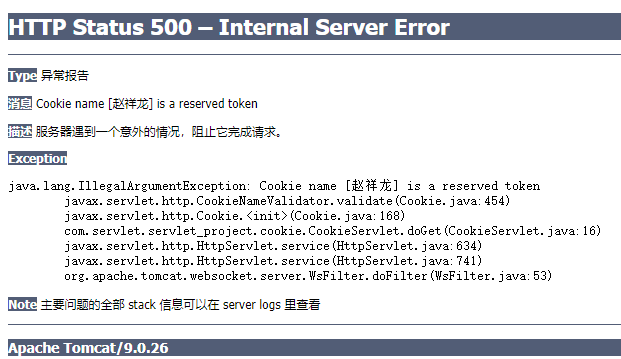 HTTP Status 500 – Internal Server Error
Type 异常报告
消息 Cookie name [赵祥龙] is a reserved token
描述 服务器遇到一个意外的情况，阻止它完成请求。
Exception
java.lang.IllegalArgumentException: Cookie name [赵祥龙] is a reserved token
javax.servlet.http.CookieNameValidator.validate(Cookie.java:454)
javax.servlet.http.Cookie.<init>(Cookie.java:168)
com.servlet.servlet_project.cookie.CookieServlet.doGet(CookieServlet.java:16)
javax.servlet.http.HttpServlet.service(HttpServlet.java:634)
javax.servlet.http.HttpServlet.service(HttpServlet.java:741)
org.apache.tomcat.websocket.server.WsFilter.doFilter(WsFilter.java:53)
Note 主要问题的全部 stack 信息可以在 server logs 里查看
Apache Tomcat/9.0.26